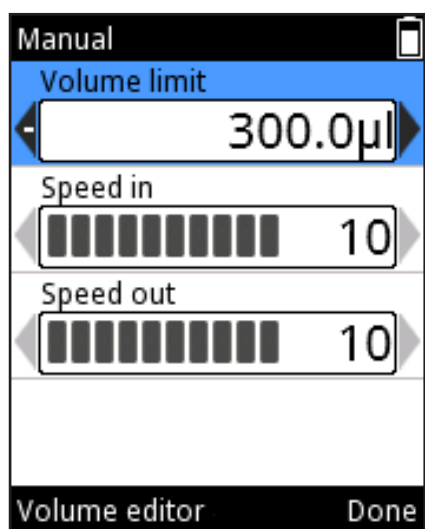 Manual
Volume limit
- 300.0µl
Speed in
10
Speed out
10
Volume editor Done